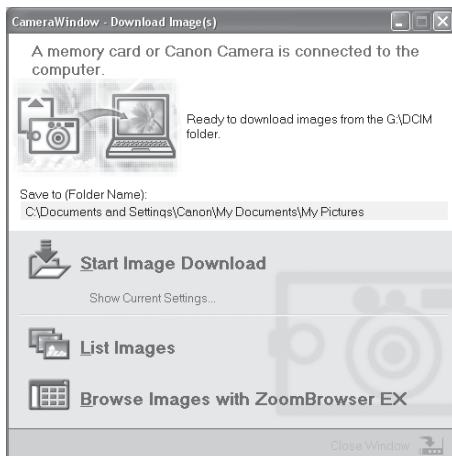 CameraWindow - Download Image(s)
A memory card or Canon Camera is connected to the
computer.
Ready to download images from the G:\DCIM
folder.
Save to (Folder Name):
C:\Documents and Settings\Canon\My Documents\My Pictures
Start Image Download
Show Current Settings...
List Images
Browse Images with ZoomBrowser EX
Close Window